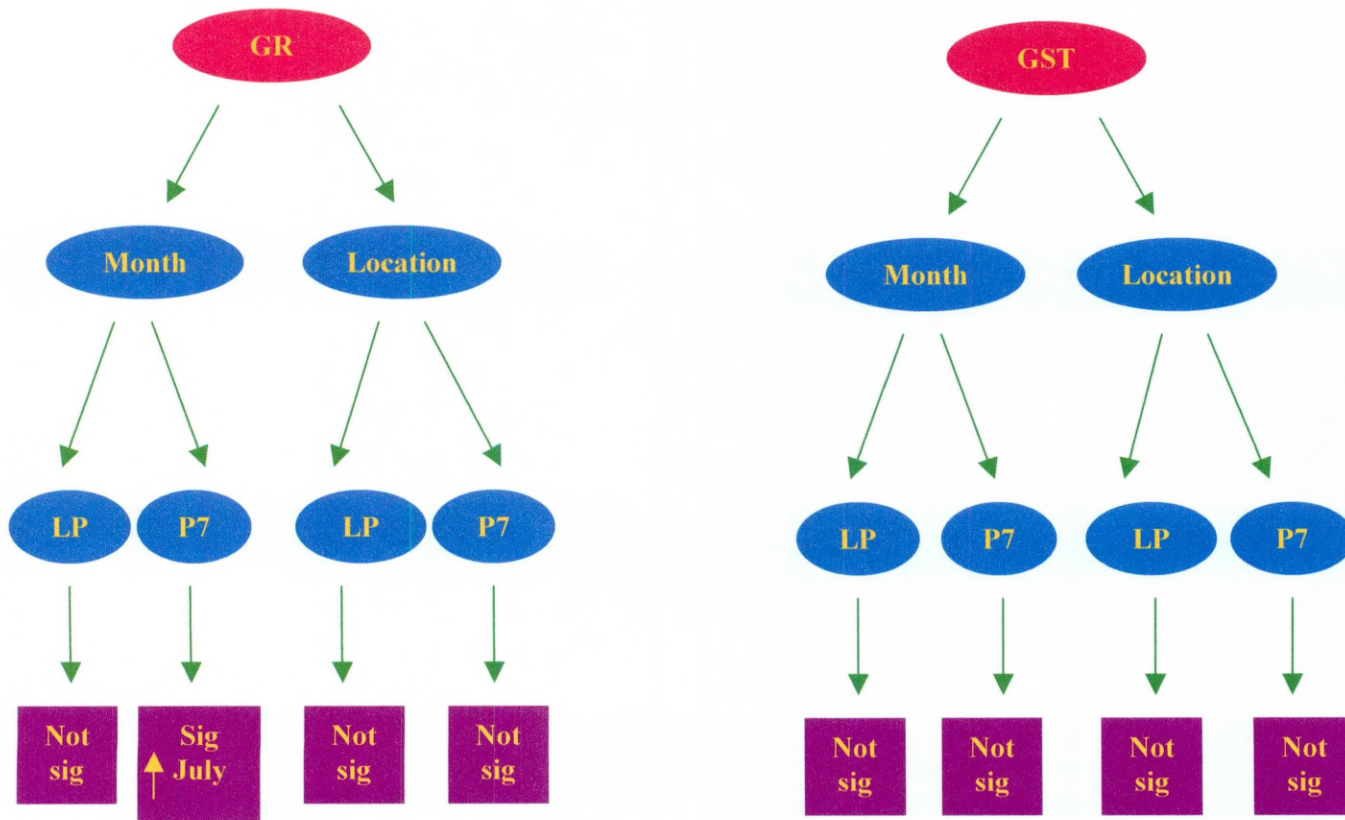 GR
GST
Month
Location
Month
Location
LP
P7
LP
P7
LP
P7
LP
P7
Not
sig
Sig
July
Not
sig
Not
sig
Not
sig
Not
sig
Not
sig
Not
sig